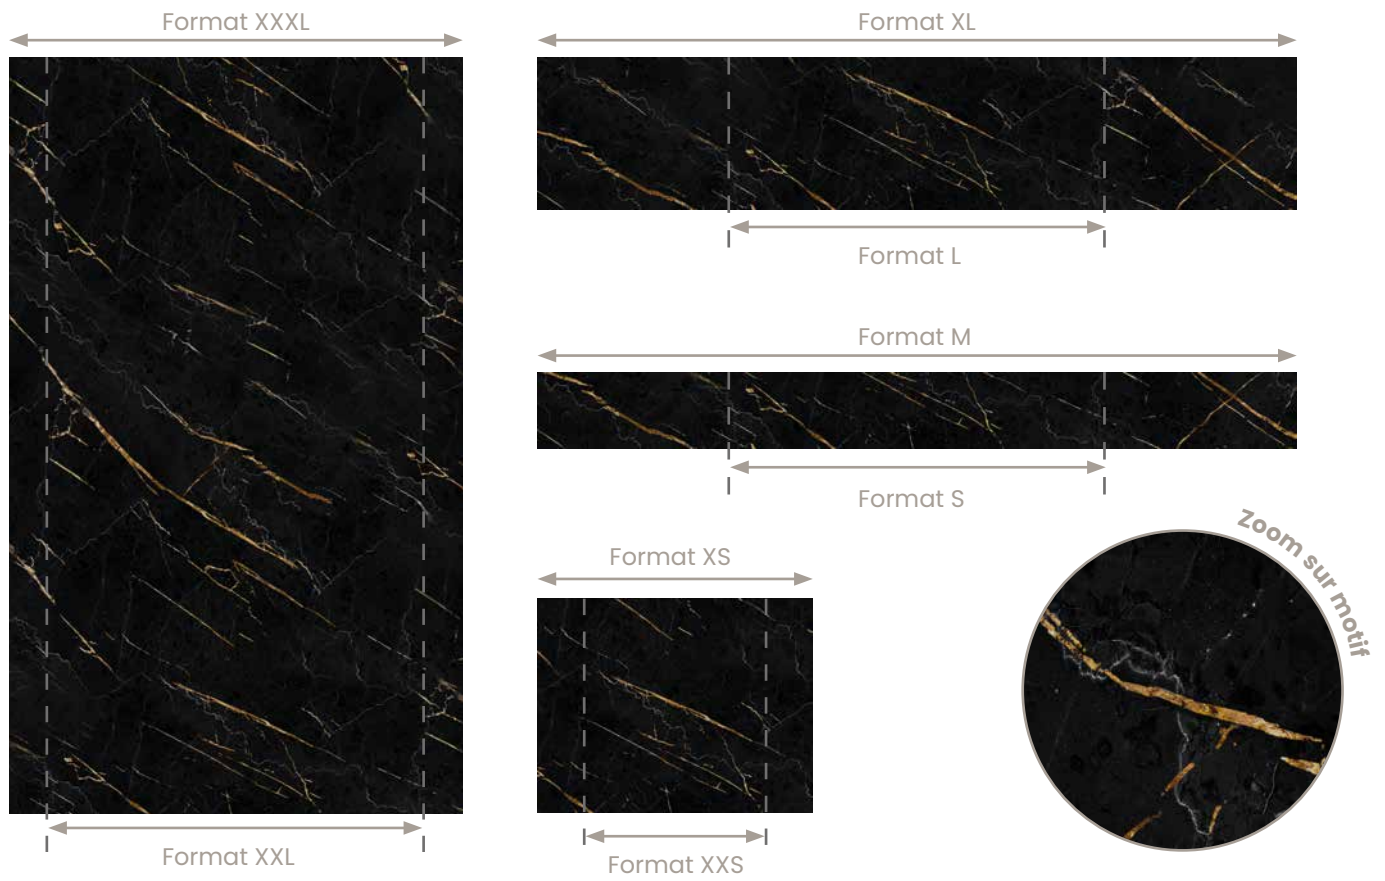 Format XXXL
Format XL
Format L
Format M
Format S
Zoom sur motif
Format XS
Format XXL
Format XXS